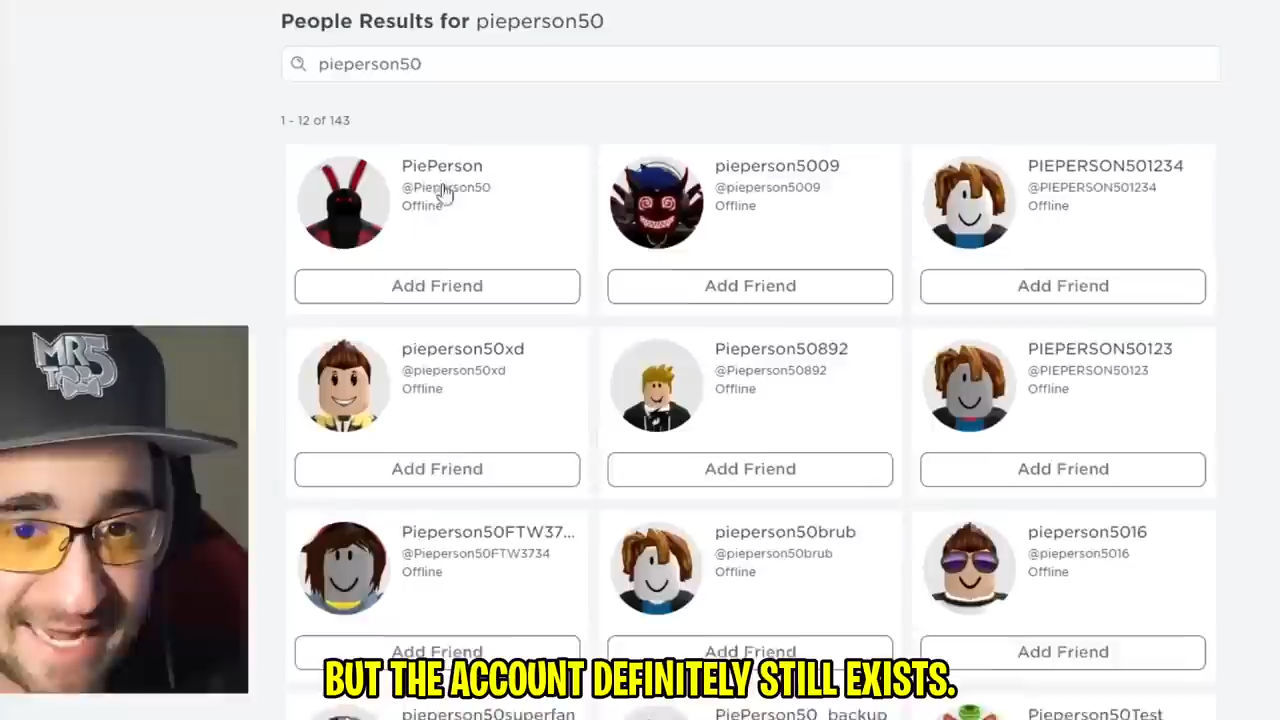 People Results for pieperson50
pieperson50
1 - 12 of 143
PiePerson
@Pieperson50
Offline
Add Friend
pieperson5009
@pieperson5009
Offline
Add Friend
PIEPERSON501234
@PIEPERSON501234
Offline
Add Friend
pieperson50xd
@pieperson50xd
Offline
Add Friend
Pieperson50892
@Pieperson50892
Offline
Add Friend
PIEPERSON50123
@PIEPERSON50123
Offline
Add Friend
Pieperson50FTW37...
@Pieperson50FTW3734
Offline
Add Friend
pieperson50brub
@pieperson50brub
Offline
Add Friend
pieperson5016
@pieperson5016
Offline
Add Friend
pieperson50superfan
PiePerson50_backup
Pieperson50Test
MR
TOP5
BUT THE ACCOUNT DEFINITELY STILL EXISTS.